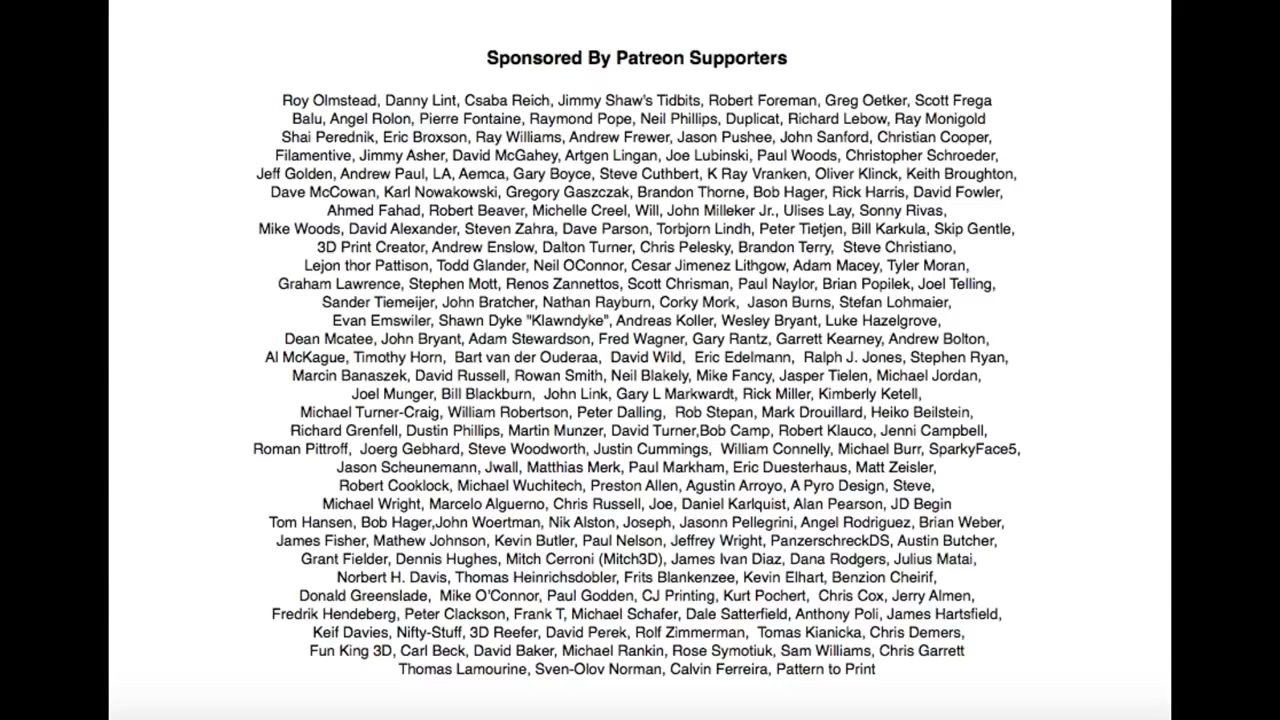 Sponsored By Patreon Supporters
Roy Olmstead, Danny Lint, Csaba Reich, Jimmy Shaw's Tidbits, Robert Foreman, Greg Oetker, Scott Frega
Balu, Angel Rolon, Pierre Fontaine, Raymond Pope, Neil Phillips, Duplicat, Richard Lebow, Ray Monigold
Shai Perednik, Eric Broxson, Ray Williams, Andrew Frewer, Jason Pushee, John Sanford, Christian Cooper,
Filamentive, Jimmy Asher, David McGahey, Artgen Lingan, Joe Lubinski, Paul Woods, Christopher Schroeder,
Jeff Golden, Andrew Paul, LA, Aemca, Gary Boyce, Steve Cuthbert, K Ray Vranken, Oliver Klinck, Keith Broughton,
Dave McCowan, Karl Nowakowski, Gregory Gaszczak, Brandon Thorne, Bob Hager, Rick Harris, David Fowler,
Ahmed Fahad, Robert Beaver, Michelle Creel, Will, John Milleker Jr., Ulises Lay, Sonny Rivas,
Mike Woods, David Alexander, Steven Zahra, Dave Parson, Torbjorn Lindh, Peter Tietjen, Bill Karkula, Skip Gentle,
3D Print Creator, Andrew Enslow, Dalton Turner, Chris Pelesky, Brandon Terry, Steve Christiano,
Lejon thor Pattison, Todd Glander, Neil OConnor, Cesar Jimenez Lithgow, Adam Macey, Tyler Moran,
Graham Lawrence, Stephen Mott, Renos Zannettos, Scott Chrisman, Paul Naylor, Brian Popilek, Joel Telling,
Sander Tiemeijer, John Bratcher, Nathan Rayburn, Corky Mork, Jason Burns, Stefan Lohmaier,
Evan Emswiler, Shawn Dyke "Klawndyke", Andreas Koller, Wesley Bryant, Luke Hazelgrove,
Dean Mcatee, John Bryant, Adam Stewardson, Fred Wagner, Gary Rantz, Garrett Kearney, Andrew Bolton,
Al McKague, Timothy Horn, Bart van der Ouderaa, David Wild, Eric Edelmann, Ralph J. Jones, Stephen Ryan,
Marcin Banaszek, David Russell, Rowan Smith, Neil Blakely, Mike Fancy, Jasper Tielen, Michael Jordan,
Joel Munger, Bill Blackburn, John Link, Gary L Markwardt, Rick Miller, Kimberly Ketell,
Michael Turner-Craig, William Robertson, Peter Dalling, Rob Stepan, Mark Drouillard, Heiko Beilstein,
Richard Grenfell, Dustin Phillips, Martin Munzer, David Turner,Bob Camp, Robert Klauco, Jenni Campbell,
Roman Pittroff, Joerg Gebhard, Steve Woodworth, Justin Cummings, William Connelly, Michael Burr, SparkyFace5,
Jason Scheunemann, Jwall, Matthias Merk, Paul Markham, Eric Duesterhaus, Matt Zeisler,
Robert Cooklock, Michael Wuchitech, Preston Allen, Agustin Arroyo, A Pyro Design, Steve,
Michael Wright, Marcelo Alguerno, Chris Russell, Joe, Daniel Karlquist, Alan Pearson, JD Begin
Tom Hansen, Bob Hager,John Woertman, Nik Alston, Joseph, Jasonn Pellegrini, Angel Rodriguez, Brian Weber,
James Fisher, Mathew Johnson, Kevin Butler, Paul Nelson, Jeffrey Wright, PanzerschreckDS, Austin Butcher,
Grant Fielder, Dennis Hughes, Mitch Cerroni (Mitch3D), James Ivan Diaz, Dana Rodgers, Julius Matai,
Norbert H. Davis, Thomas Heinrichsdobler, Frits Blankenzee, Kevin Elhart, Benzion Cheirif,
Donald Greenslade, Mike O'Connor, Paul Godden, CJ Printing, Kurt Pochert, Chris Cox, Jerry Almen,
Fredrik Hendeberg, Peter Clackson, Frank T, Michael Schafer, Dale Satterfield, Anthony Poli, James Hartsfield,
Keif Davies, Nifty-Stuff, 3D Reefer, David Perek, Rolf Zimmerman, Tomas Kianicka, Chris Demers,
Fun King 3D, Carl Beck, David Baker, Michael Rankin, Rose Symotiuk, Sam Williams, Chris Garrett
Thomas Lamourine, Sven-Olov Norman, Calvin Ferreira, Pattern to Print